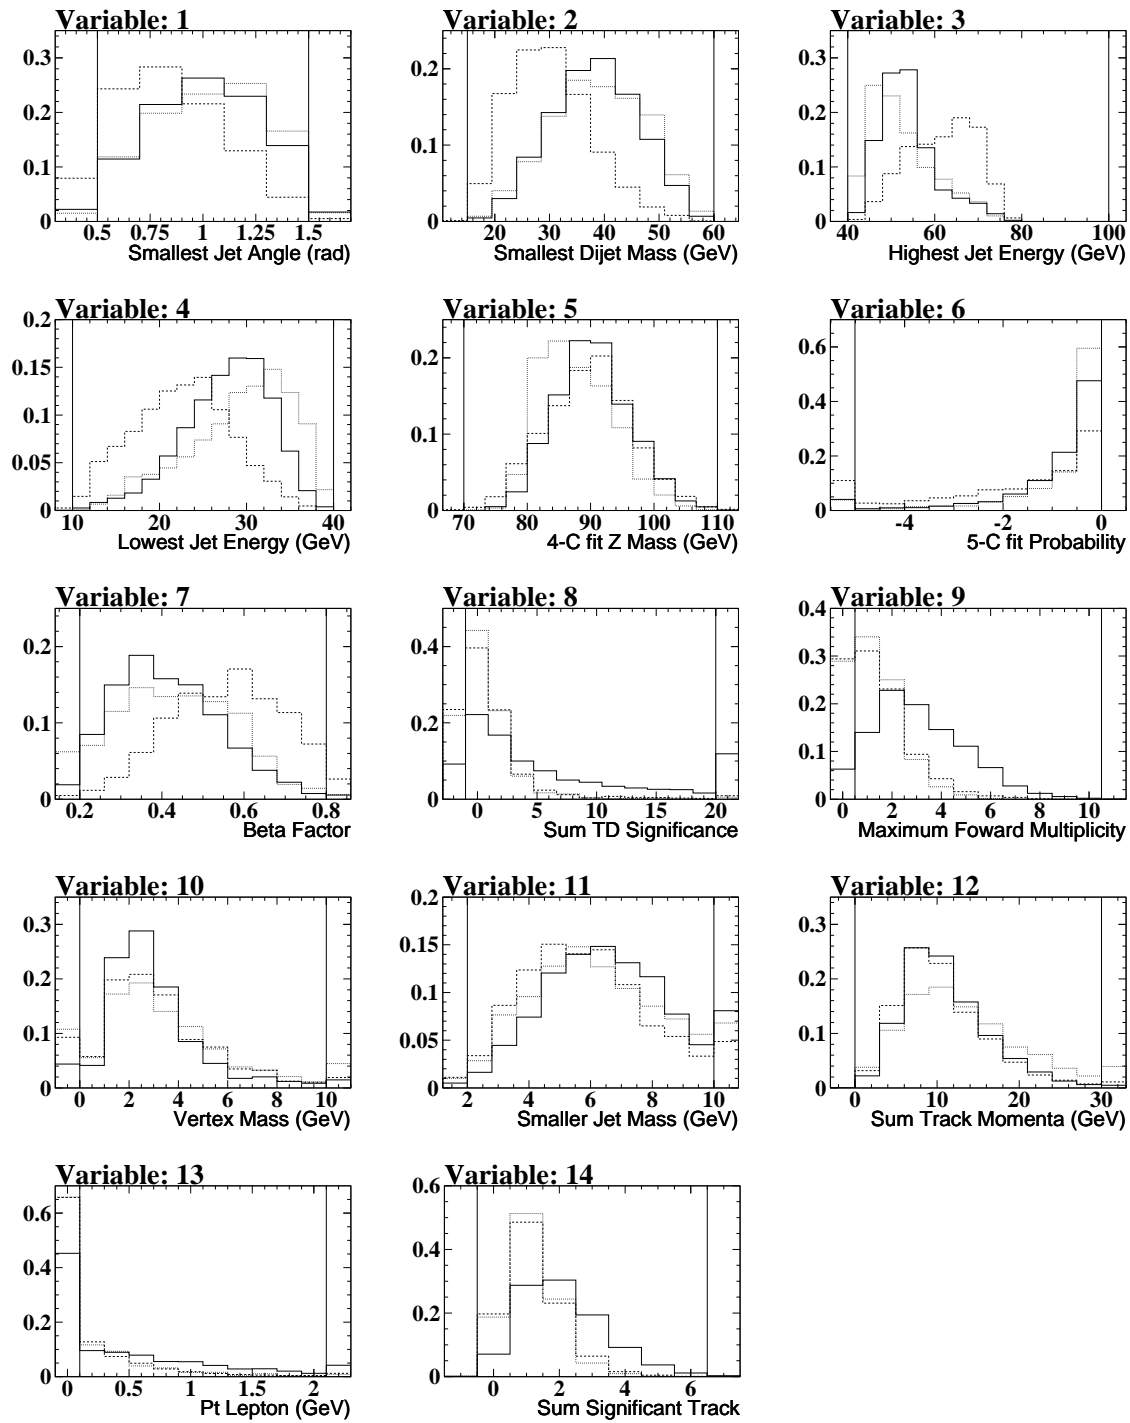 Variable: 1
0.3
0.2
0.1
0
0.5 0.75 1 1.25 1.5
Smallest Jet Angle (rad)
Variable: 2
0.2
0.1
0
20 30 40 50 60
Smallest Dijet Mass (GeV)
Variable: 3
0.3
0.2
0.1
0
40 60 80 100
Highest Jet Energy (GeV)
Variable: 4
0.2
0.15
0.1
0.05
0
10 20 30 40
Lowest Jet Energy (GeV)
Variable: 5
0.2
0.1
0
70 80 90 100 110
4-C fit Z Mass (GeV)
Variable: 6
0.6
0.4
0.2
0
-4 -2 0
5-C fit Probability
Variable: 7
0.2
0.1
0
0.2 0.4 0.6 0.8
Beta Factor
Variable: 8
0.4
0.2
0
0 5 10 15 20
Sum TD Significance
Variable: 9
0.4
0.3
0.2
0.1
0
0 2 4 6 8 10
Maximum Foward Multiplicity
Variable: 10
0.3
0.2
0.1
0
0 2 4 6 8 10
Vertex Mass (GeV)
Variable: 11
0.2
0.15
0.1
0.05
0
2 4 6 8 10
Smaller Jet Mass (GeV)
Variable: 12
0.3
0.2
0.1
0
0 10 20 30
Sum Track Momenta (GeV)
Variable: 13
0.6
0.4
0.2
0
0 0.5 1 1.5 2
Pt Lepton (GeV)
Variable: 14
0.6
0.4
0.2
0
0 2 4 6
Sum Significant Track